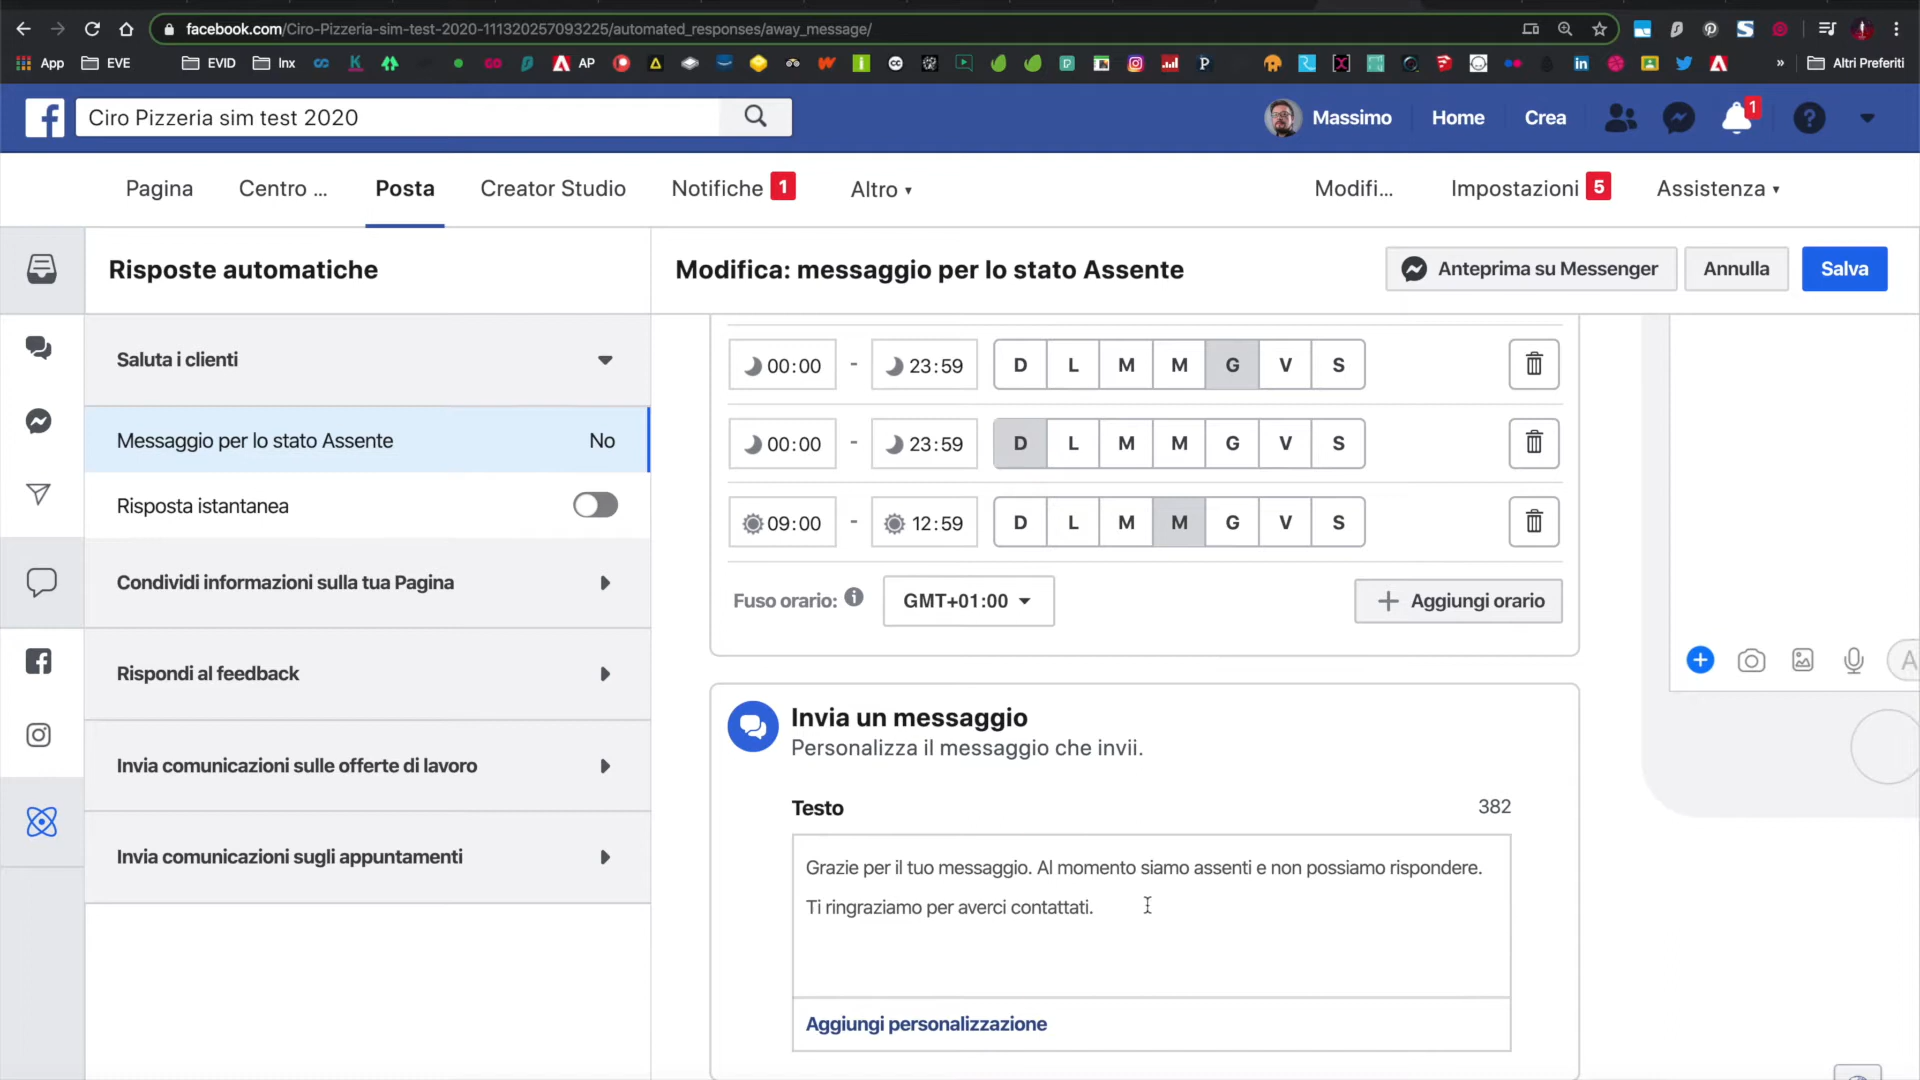 facebook.com/Ciro-Pizzeria-sim-test-2020-111320257093225/automated_responses/away_message/
App EVE EVID Inx AP Altri Preferiti
Ciro Pizzeria sim test 2020
Massimo Home Crea 1
Pagina Centro ... Posta Creator Studio Notifiche 1 Altro Modifi... Impostazioni 5 Assistenza
Risposte automatiche
Modifica: messaggio per lo stato Assente
Anteprima su Messenger Annulla Salva
Saluta i clienti
00:00 - 23:59 D L M M G V S
Messaggio per lo stato Assente No
00:00 - 23:59 D L M M G V S
Risposta istantanea
09:00 - 12:59 D L M M G V S
Condividi informazioni sulla tua Pagina
Fuso orario: GMT+01:00 Aggiungi orario
Rispondi al feedback
Invia un messaggio
Personalizza il messaggio che invii.
Invia comunicazioni sulle offerte di lavoro
Testo 382
Invia comunicazioni sugli appuntamenti
Grazie per il tuo messaggio. Al momento siamo assenti e non possiamo rispondere.
Ti ringraziamo per averci contattati.
Aggiungi personalizzazione